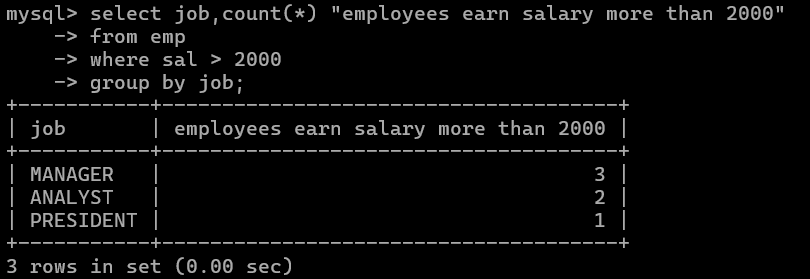 mysql> select job,count(*) "employees earn salary more than 2000"
    -> from emp
    -> where sal > 2000
    -> group by job;
+-----------+--------------------------------------+
| job       | employees earn salary more than 2000 |
+-----------+--------------------------------------+
| MANAGER   |                                    3 |
| ANALYST   |                                    2 |
| PRESIDENT |                                    1 |
+-----------+--------------------------------------+
3 rows in set (0.00 sec)